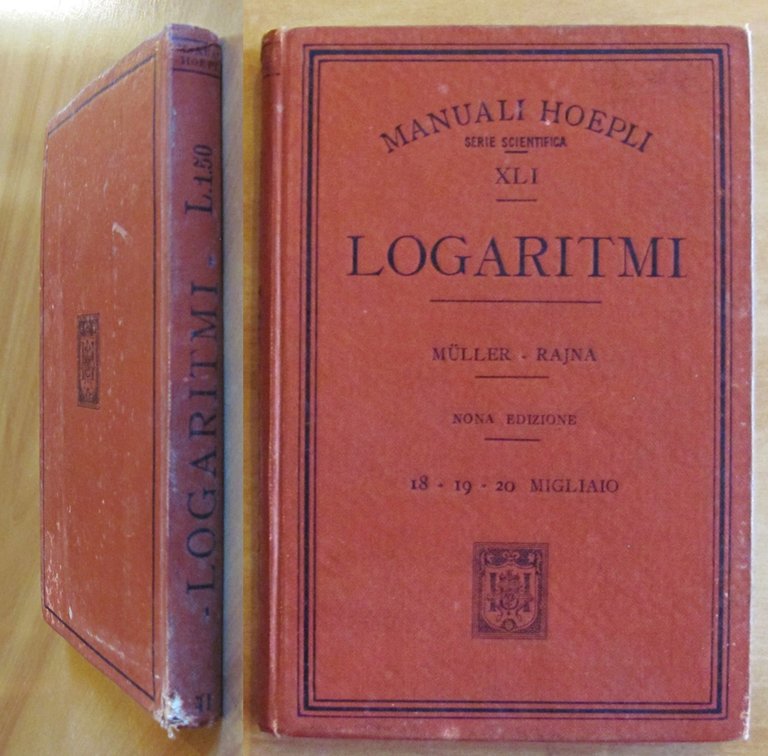 HOEPLI
- LOGARITMI - L. 1.50
MANUALI HOEPLI
SERIE SCIENTIFICA
XLI
LOGARITMI
MÜLLER - RAJNA
NONA EDIZIONE
18 - 19 - 20 MIGLIAIO